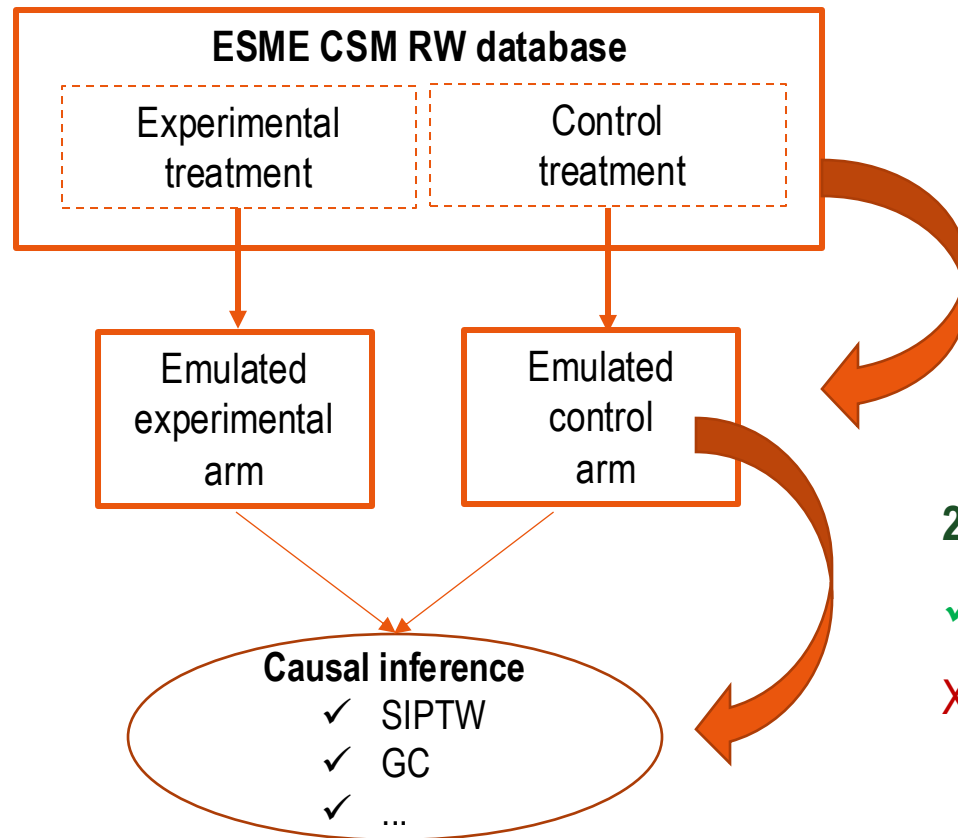 ESME CSM RW database
Experimental
treatment
Control
treatment
Emulated
experimental
arm
Emulated
control
arm
2
✓
X
Causal inference
✓ SIPTW
✓ GC
✓ ...